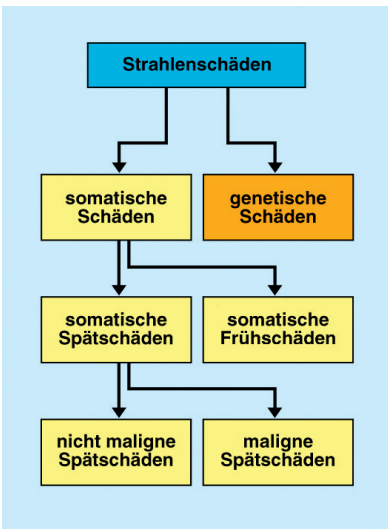 Strahlenschäden
somatische
Schäden
genetische
Schäden
somatische
Spätschäden
somatische
Frühschäden
nicht maligne
Spätschäden
maligne
Spätschäden